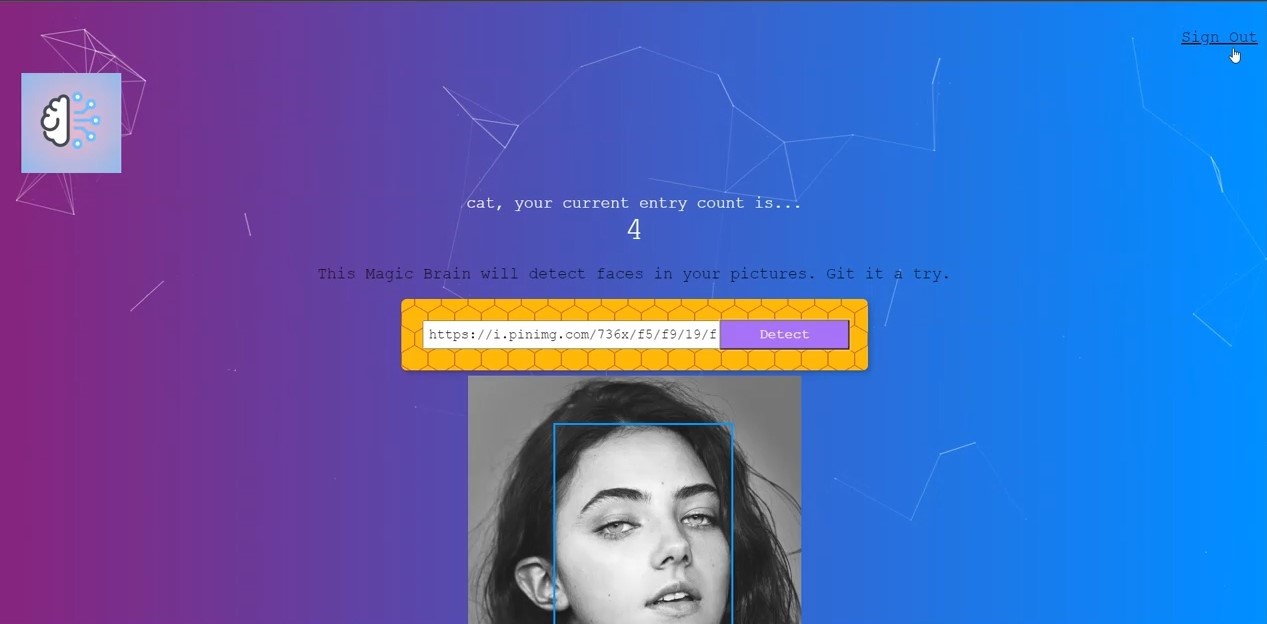 Sign Out
cat, your current entry count is...
4
This Magic Brain will detect faces in your pictures. Git it a try.
https://i.pinimg.com/736x/f5/f9/19/f
Detect